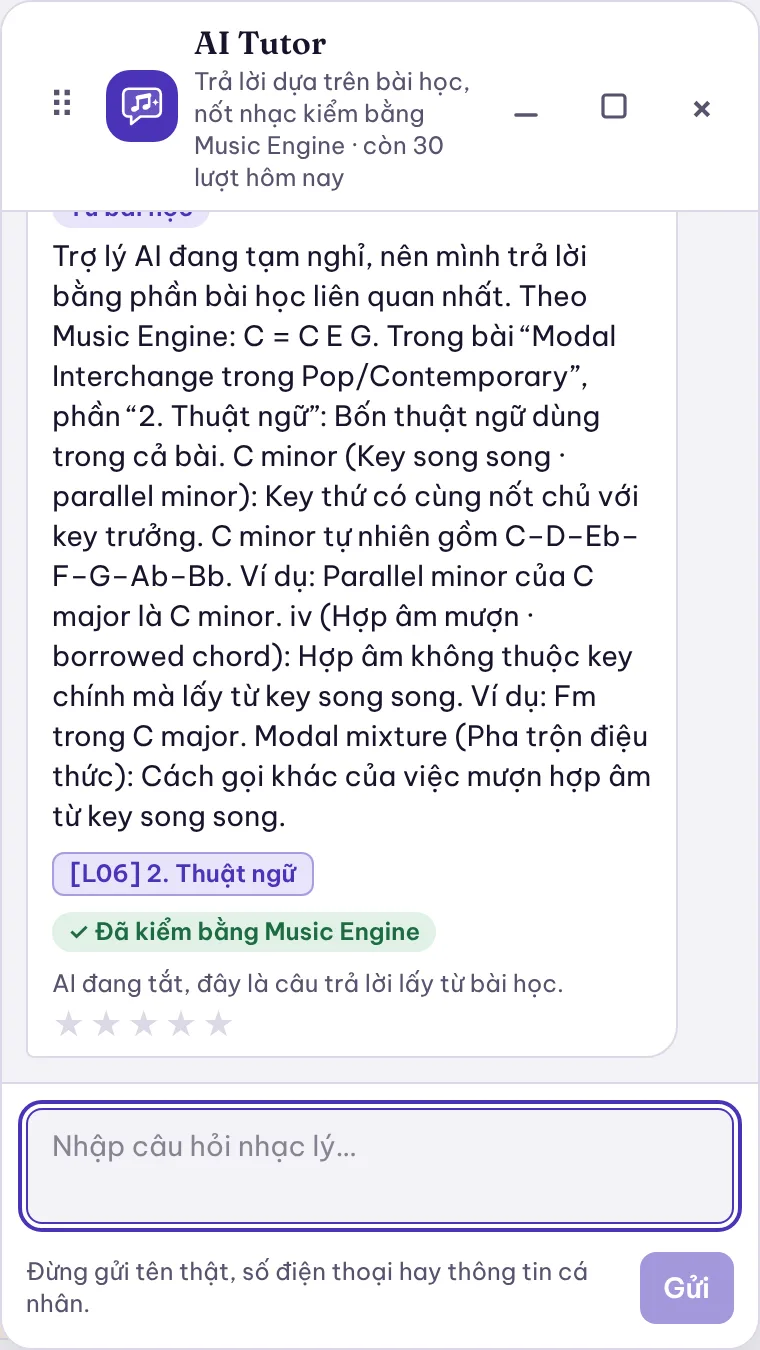 AI Tutor
Trả lời dựa trên bài học,
nốt nhạc kiểm bằng
Music Engine · còn 30
lượt hôm nay
Từ bài học
Trợ lý AI đang tạm nghỉ, nên mình trả lời
bằng phần bài học liên quan nhất. Theo
Music Engine: C = C E G. Trong bài “Modal
Interchange trong Pop/Contemporary”,
phần “2. Thuật ngữ”: Bốn thuật ngữ dùng
trong cả bài. C minor (Key song song ·
parallel minor): Key thứ có cùng nốt chủ với
key trưởng. C minor tự nhiên gồm C–D–Eb–
F–G–Ab–Bb. Ví dụ: Parallel minor của C
major là C minor. iv (Hợp âm mượn ·
borrowed chord): Hợp âm không thuộc key
chính mà lấy từ key song song. Ví dụ: Fm
trong C major. Modal mixture (Pha trộn điệu
thức): Cách gọi khác của việc mượn hợp âm
từ key song song.
[L06] 2. Thuật ngữ
✓ Đã kiểm bằng Music Engine
AI đang tắt, đây là câu trả lời lấy từ bài học.
★ ★ ★ ★ ★
Nhập câu hỏi nhạc lý...
Đừng gửi tên thật, số điện thoại hay thông tin cá
nhân.
Gửi